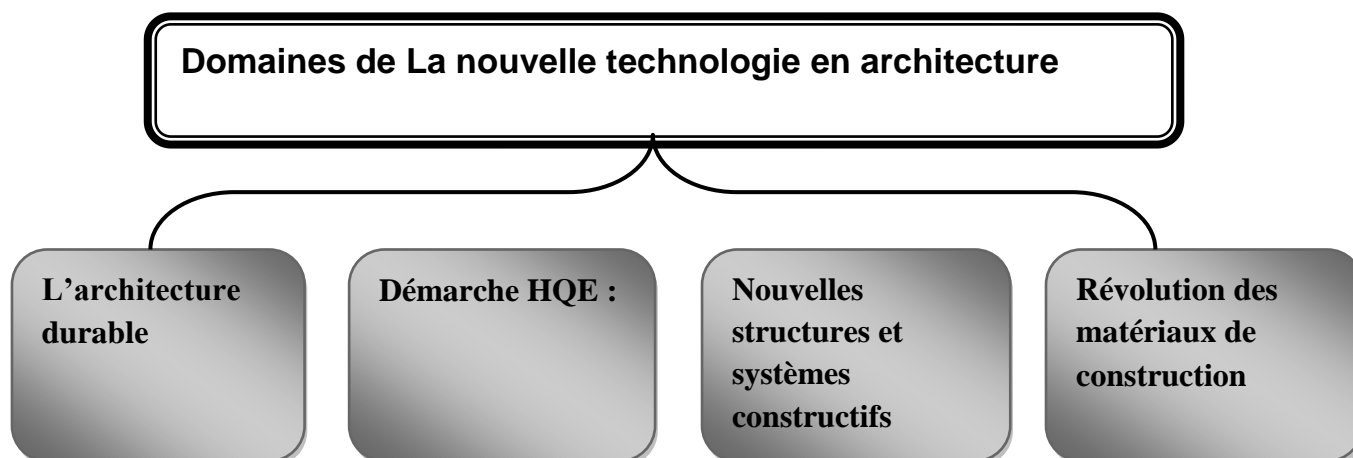 Domaines de La nouvelle technologie en architecture
L’architecture
durable
Démarche HQE :
Nouvelles
structures et
systèmes
constructifs
Révolution des
matériaux de
construction